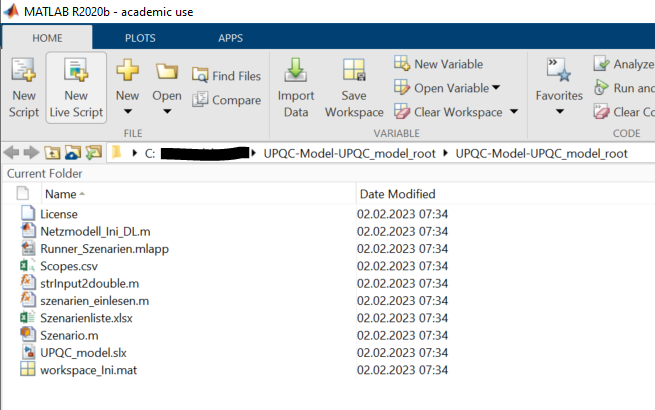 MATLAB R2020b - academic use
HOME PLOTS APPS
New Script
New Live Script
New
Open
Find Files
Compare
FILE
Import Data
Save Workspace
New Variable
Open Variable
Clear Workspace
VARIABLE
Favorites
Analyze
Run and
Clear Co
CODE
C: UPQC-Model-UPQC_model_root UPQC-Model-UPQC_model_root
Current Folder
Name Date Modified
License 02.02.2023 07:34
Netzmodell_Ini_DL.m 02.02.2023 07:34
Runner_Szenarien.mlapp 02.02.2023 07:34
Scopes.csv 02.02.2023 07:34
strInput2double.m 02.02.2023 07:34
szenarien_einlesen.m 02.02.2023 07:34
Szenarienliste.xlsx 02.02.2023 07:34
Szenario.m 02.02.2023 07:34
UPQC_model.slx 02.02.2023 07:34
workspace_Ini.mat 02.02.2023 07:34